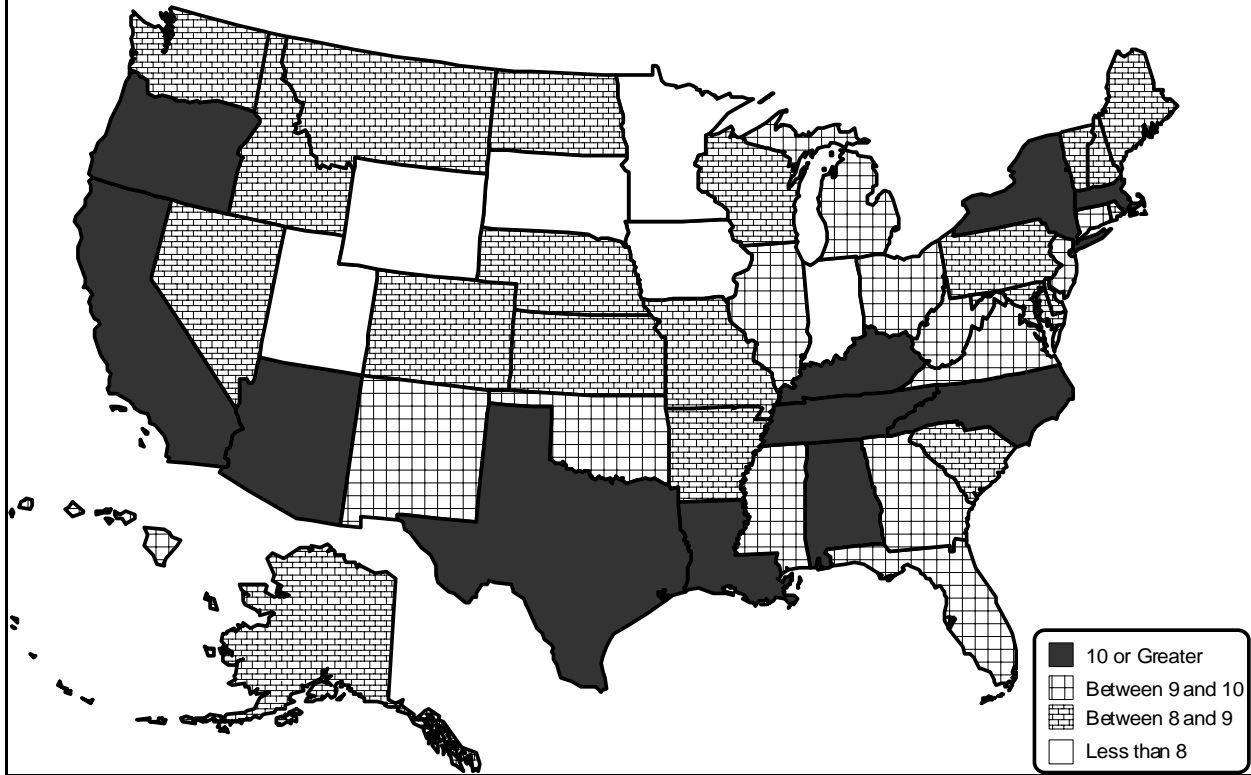 10 or Greater
Between 9 and 10
Between 8 and 9
Less than 8